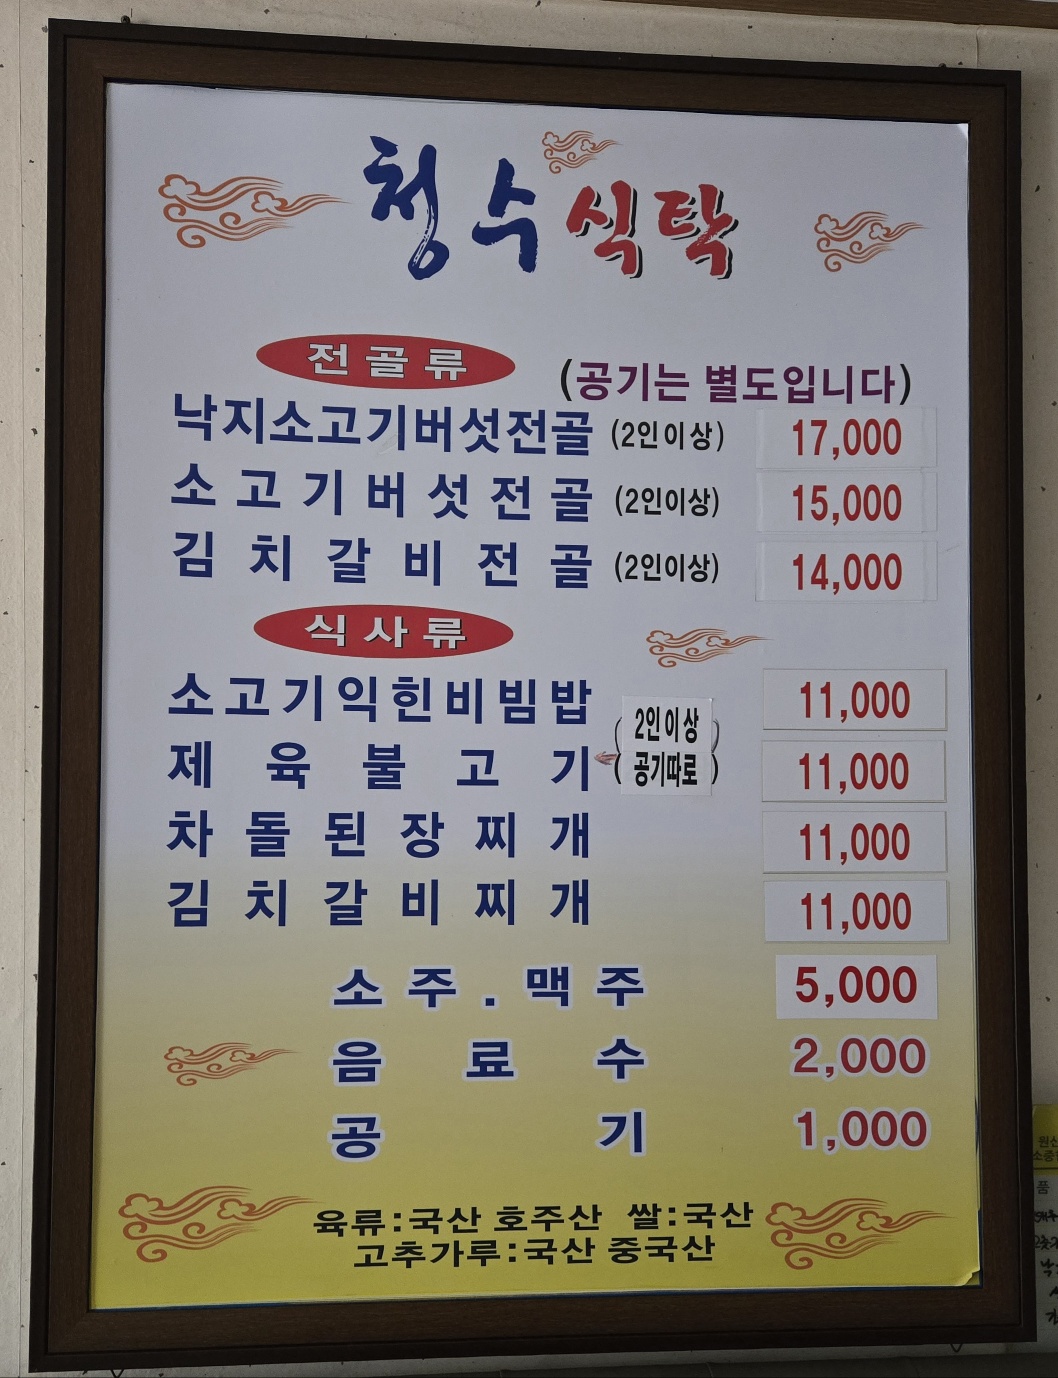 청수식탁
전골류 (공기는 별도입니다)
낙지소고기버섯전골 (2인이상) 17,000
소고기버섯전골 (2인이상) 15,000
김치갈비전골 (2인이상) 14,000
식사류
소고기익힌비빔밥 11,000
제육불고기 (2인이상 공기따로) 11,000
차돌된장찌개 11,000
김치갈비찌개 11,000
소주.맥주 5,000
음료수 2,000
공기 1,000
육류:국산 호주산 쌀:국산
고추가루:국산 중국산